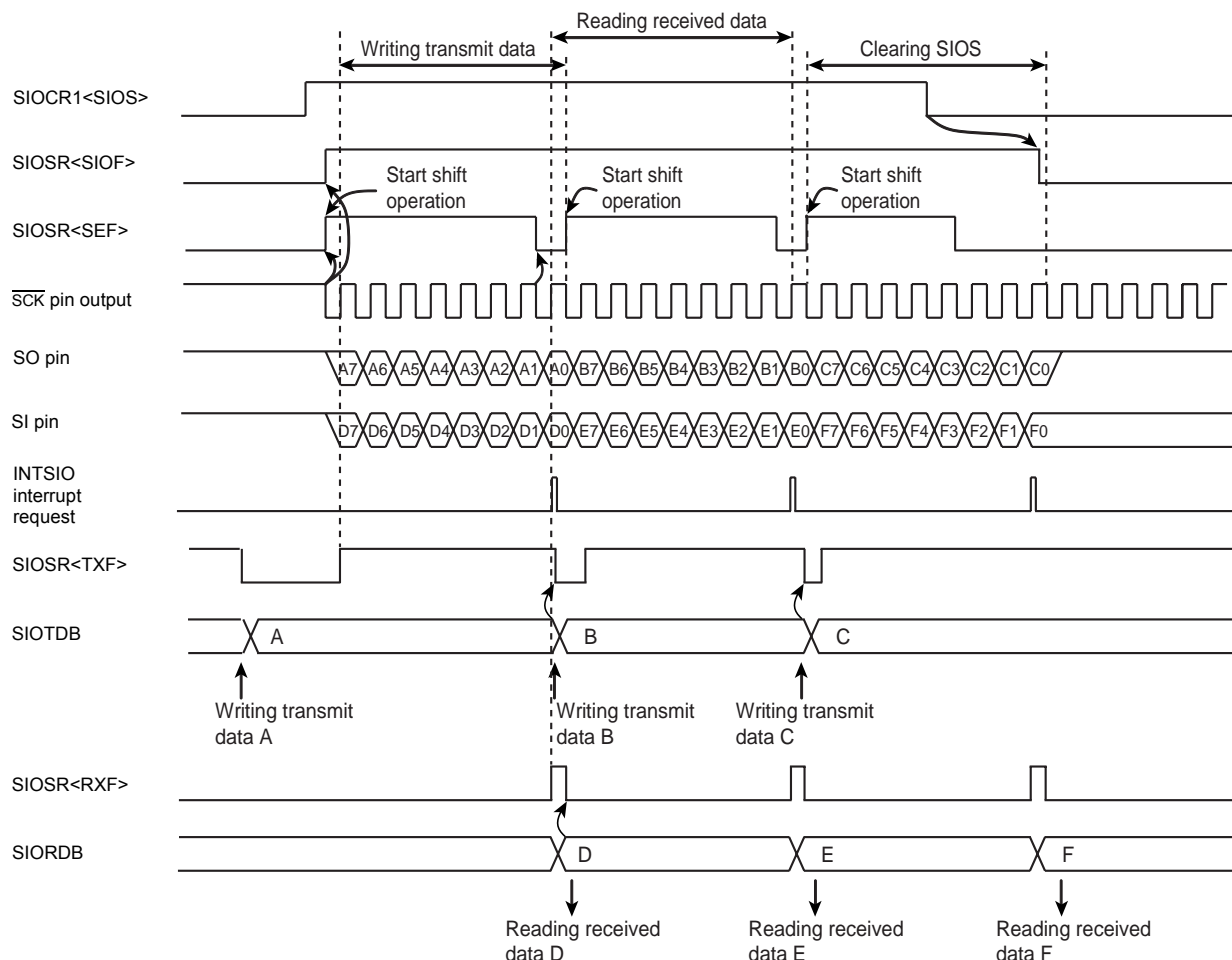 Reading received data
Writing transmit data
Clearing SIOS
SIOCR1<SIOS>
SIOSR<SIOF>
Start shift
operation
Start shift
operation
Start shift
operation
SIOSR<SEF>
SCK pin output
SO pin
A7 A6 A5 A4 A3 A2 A1 A0 B7 B6 B5 B4 B3 B2 B1 B0 C7 C6 C5 C4 C3 C2 C1 C0
SI pin
D7 D6 D5 D4 D3 D2 D1 D0 E7 E6 E5 E4 E3 E2 E1 E0 F7 F6 F5 F4 F3 F2 F1 F0
INTSIO
interrupt
request
SIOSR<TXF>
SIOTDB
A B C
Writing transmit
data A
Writing transmit
data B
Writing transmit
data C
SIOSR<RXF>
SIORDB
D E F
Reading received
data D
Reading received
data E
Reading received
data F